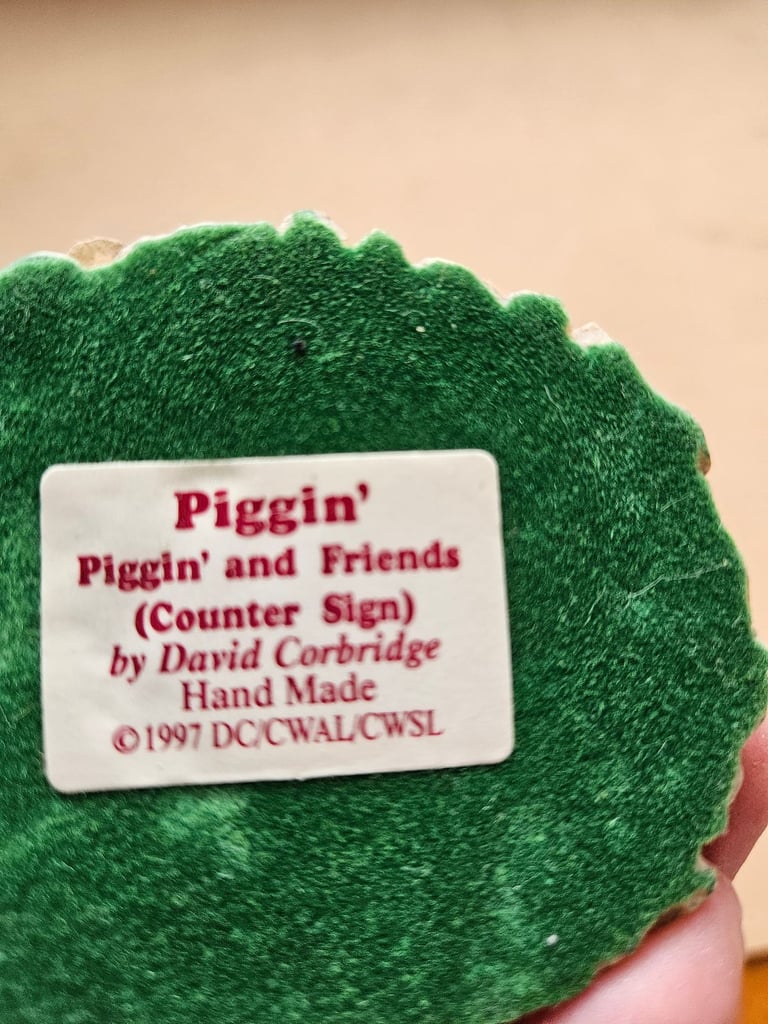 Piggin'
Piggin' and Friends
(Counter Sign)
by David Corbridge
Hand Made
©1997 DC/CWAL/CWSL